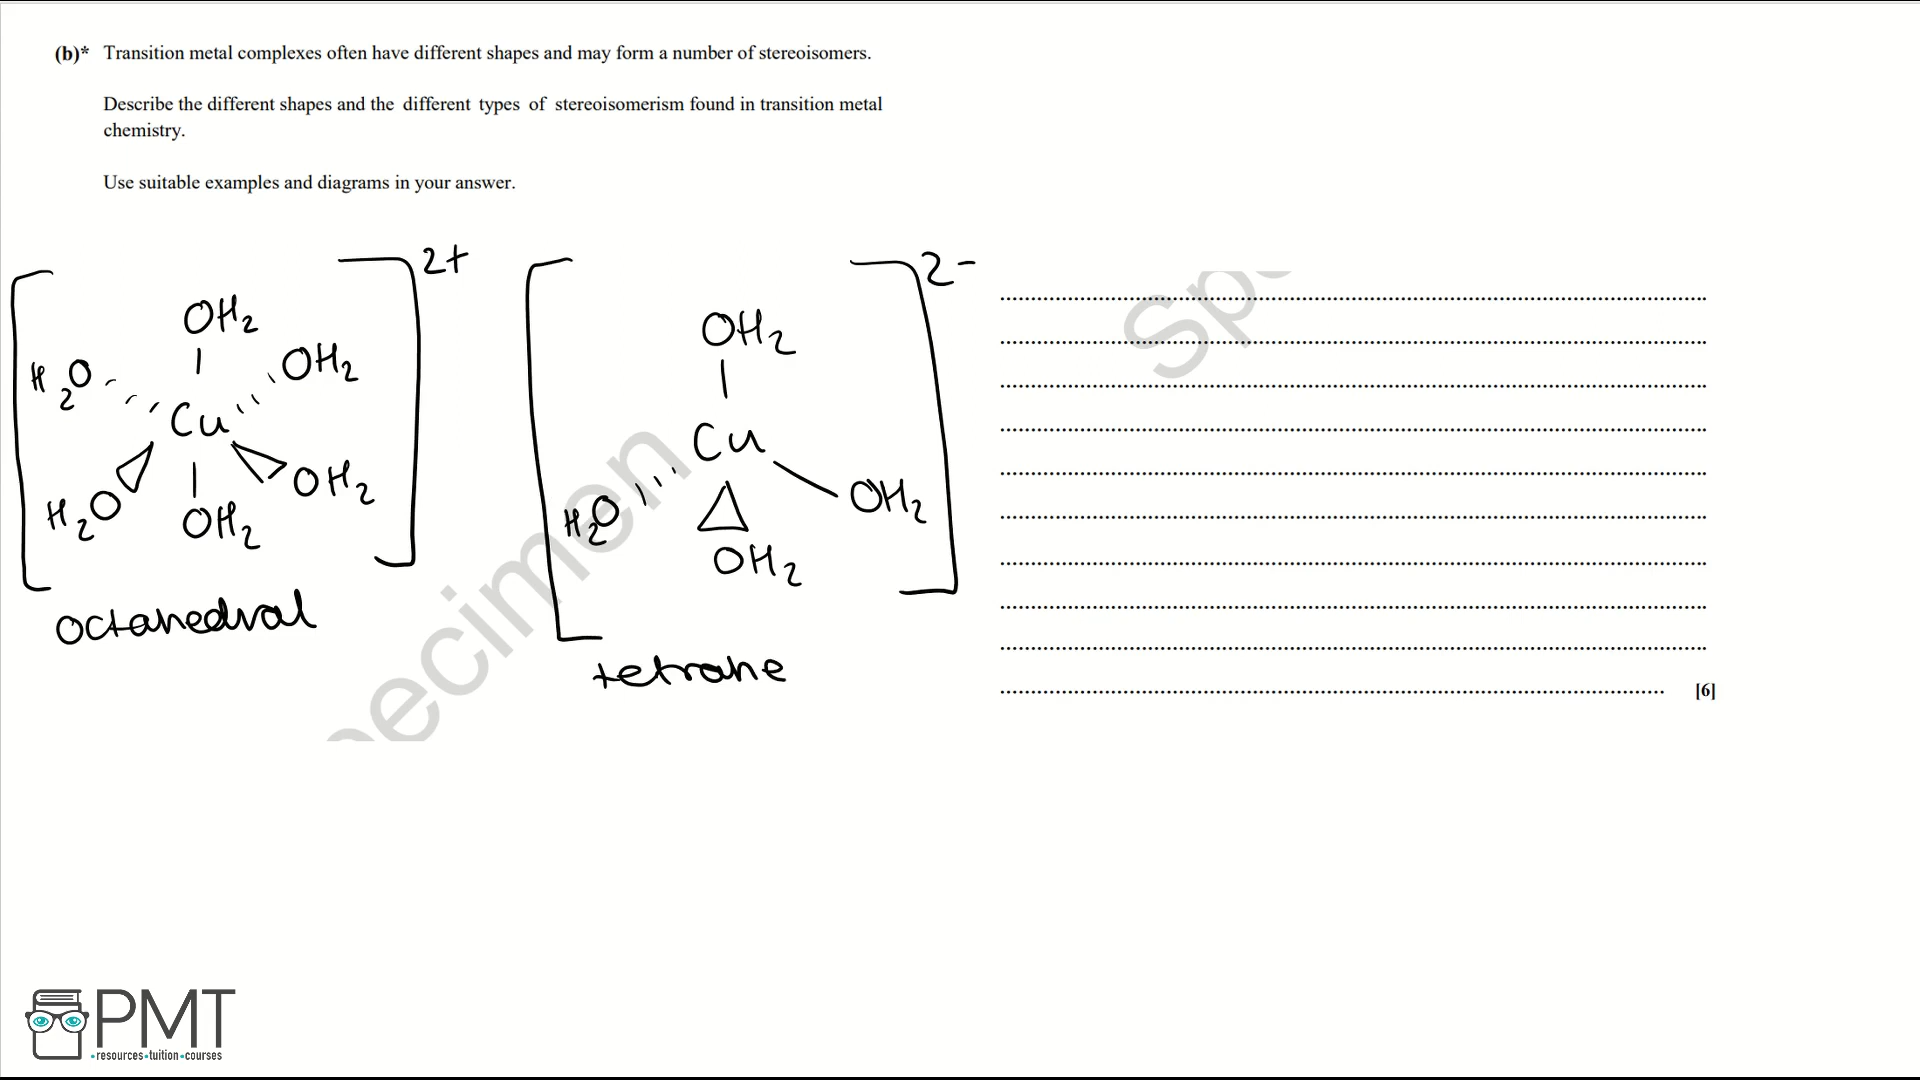 (b)* Transition metal complexes often have different shapes and may form a number of stereoisomers.
Describe the different shapes and the different types of stereoisomerism found in transition metal
chemistry.
Use suitable examples and diagrams in your answer.
2+
OH2
H2O
OH2
Cu
H2O
OH2
OH2
octahedral
2-
OH2
Cu
H2O
OH2
OH2
tetrahe
ecimen
Sp
[6]
PMT
•resources•tuition•courses